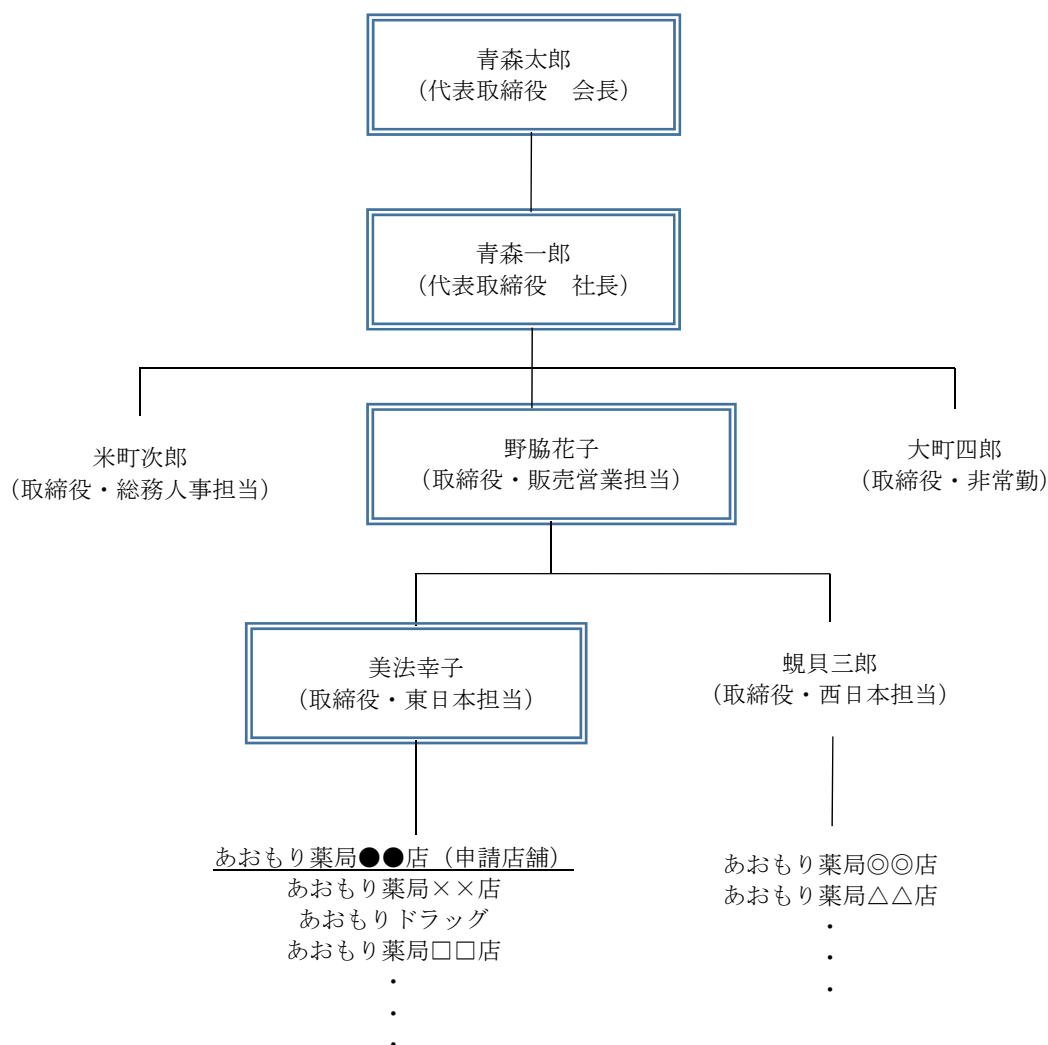 青森太郎
（代表取締役　会長）
青森一郎
（代表取締役　社長）
米町次郎
（取締役・総務人事担当）
野脇花子
（取締役・販売営業担当）
大町四郎
（取締役・非常勤）
美法幸子
（取締役・東日本担当）
蜆貝三郎
（取締役・西日本担当）
あおもり薬局●●店（申請店舗）
あおもり薬局××店
あおもりドラッグ
あおもり薬局□□店
・
・
・
あおもり薬局◎◎店
あおもり薬局△△店
・
・
・